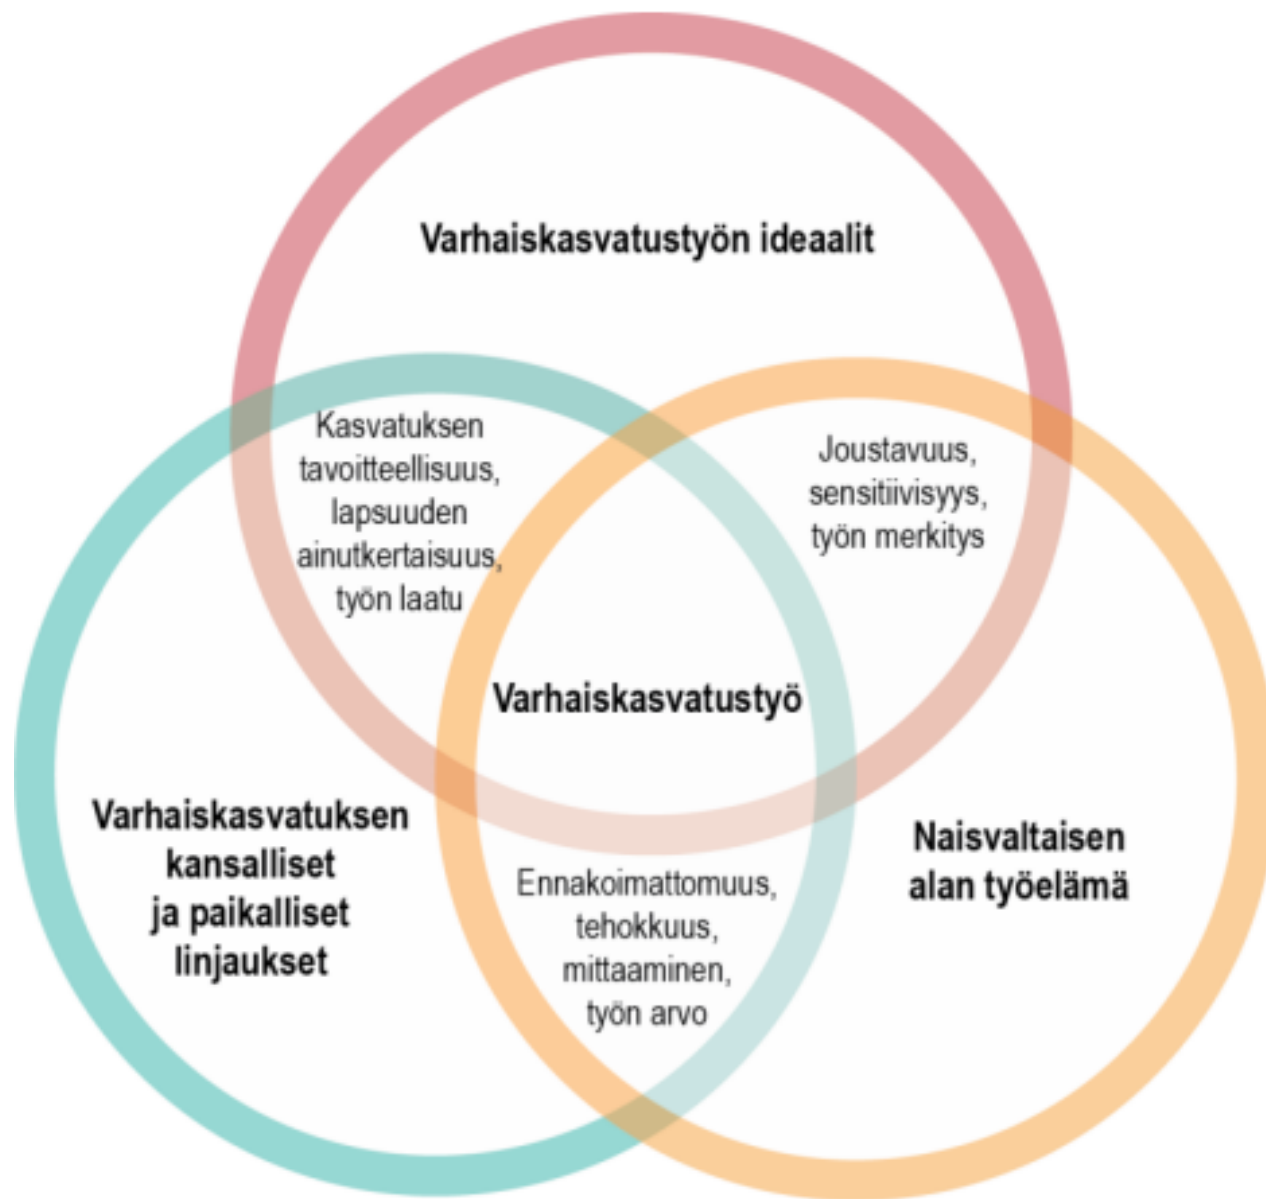 Varhaiskasvatustyön ideaalit
Kasvatuksen
tavoitteellisuus,
lapsuuden
ainutkertaisuus,
työn laatu
Joustavuus,
sensitiivisyys,
työn merkitys
Varhaiskasvatustyö
Varhaiskasvatuksen
kansalliset
ja paikalliset
linjaukset
Naisvaltaisen
alan työelämä
Ennakoimattomuus,
tehokkuus,
mittaaminen,
työn arvo